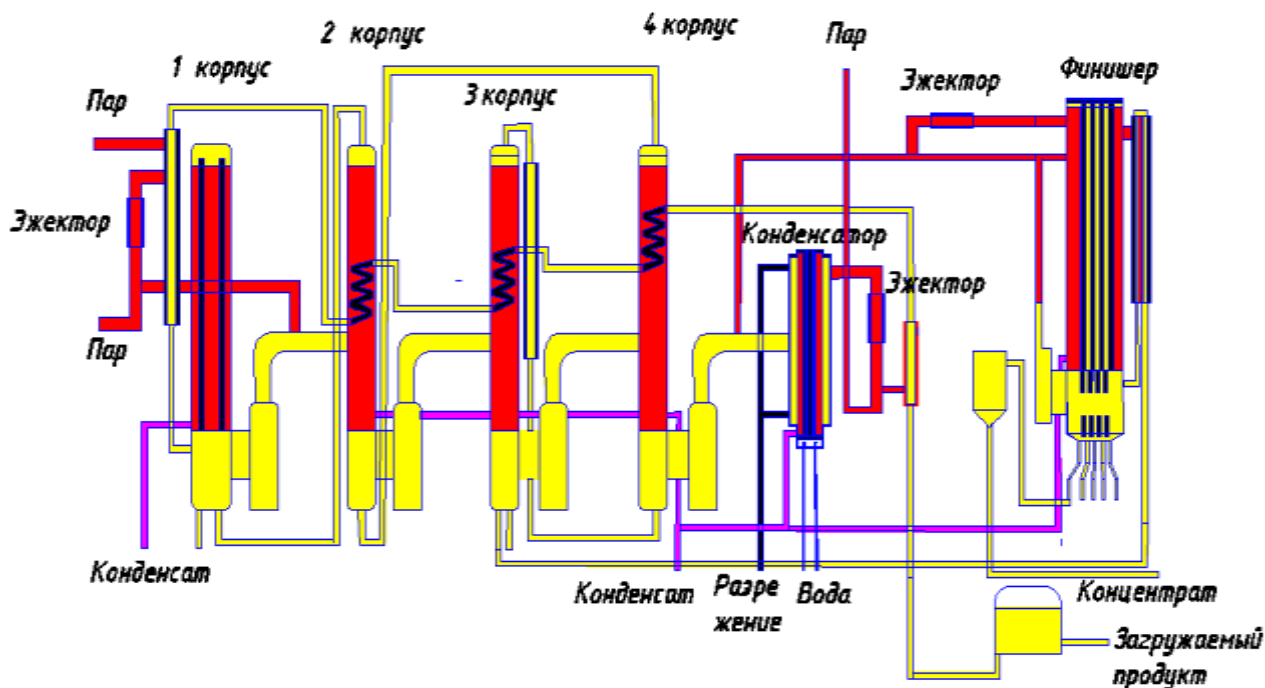 2 корпус
4 корпус
Пар
Финишер
1 корпус
Эжектор
3 корпус
Пар
Эжектор
Конденсатор
Эжектор
Пар
Конденсат
Конденсат
Разре
жение
Вода
Концентрат
Загружаемый
продукт